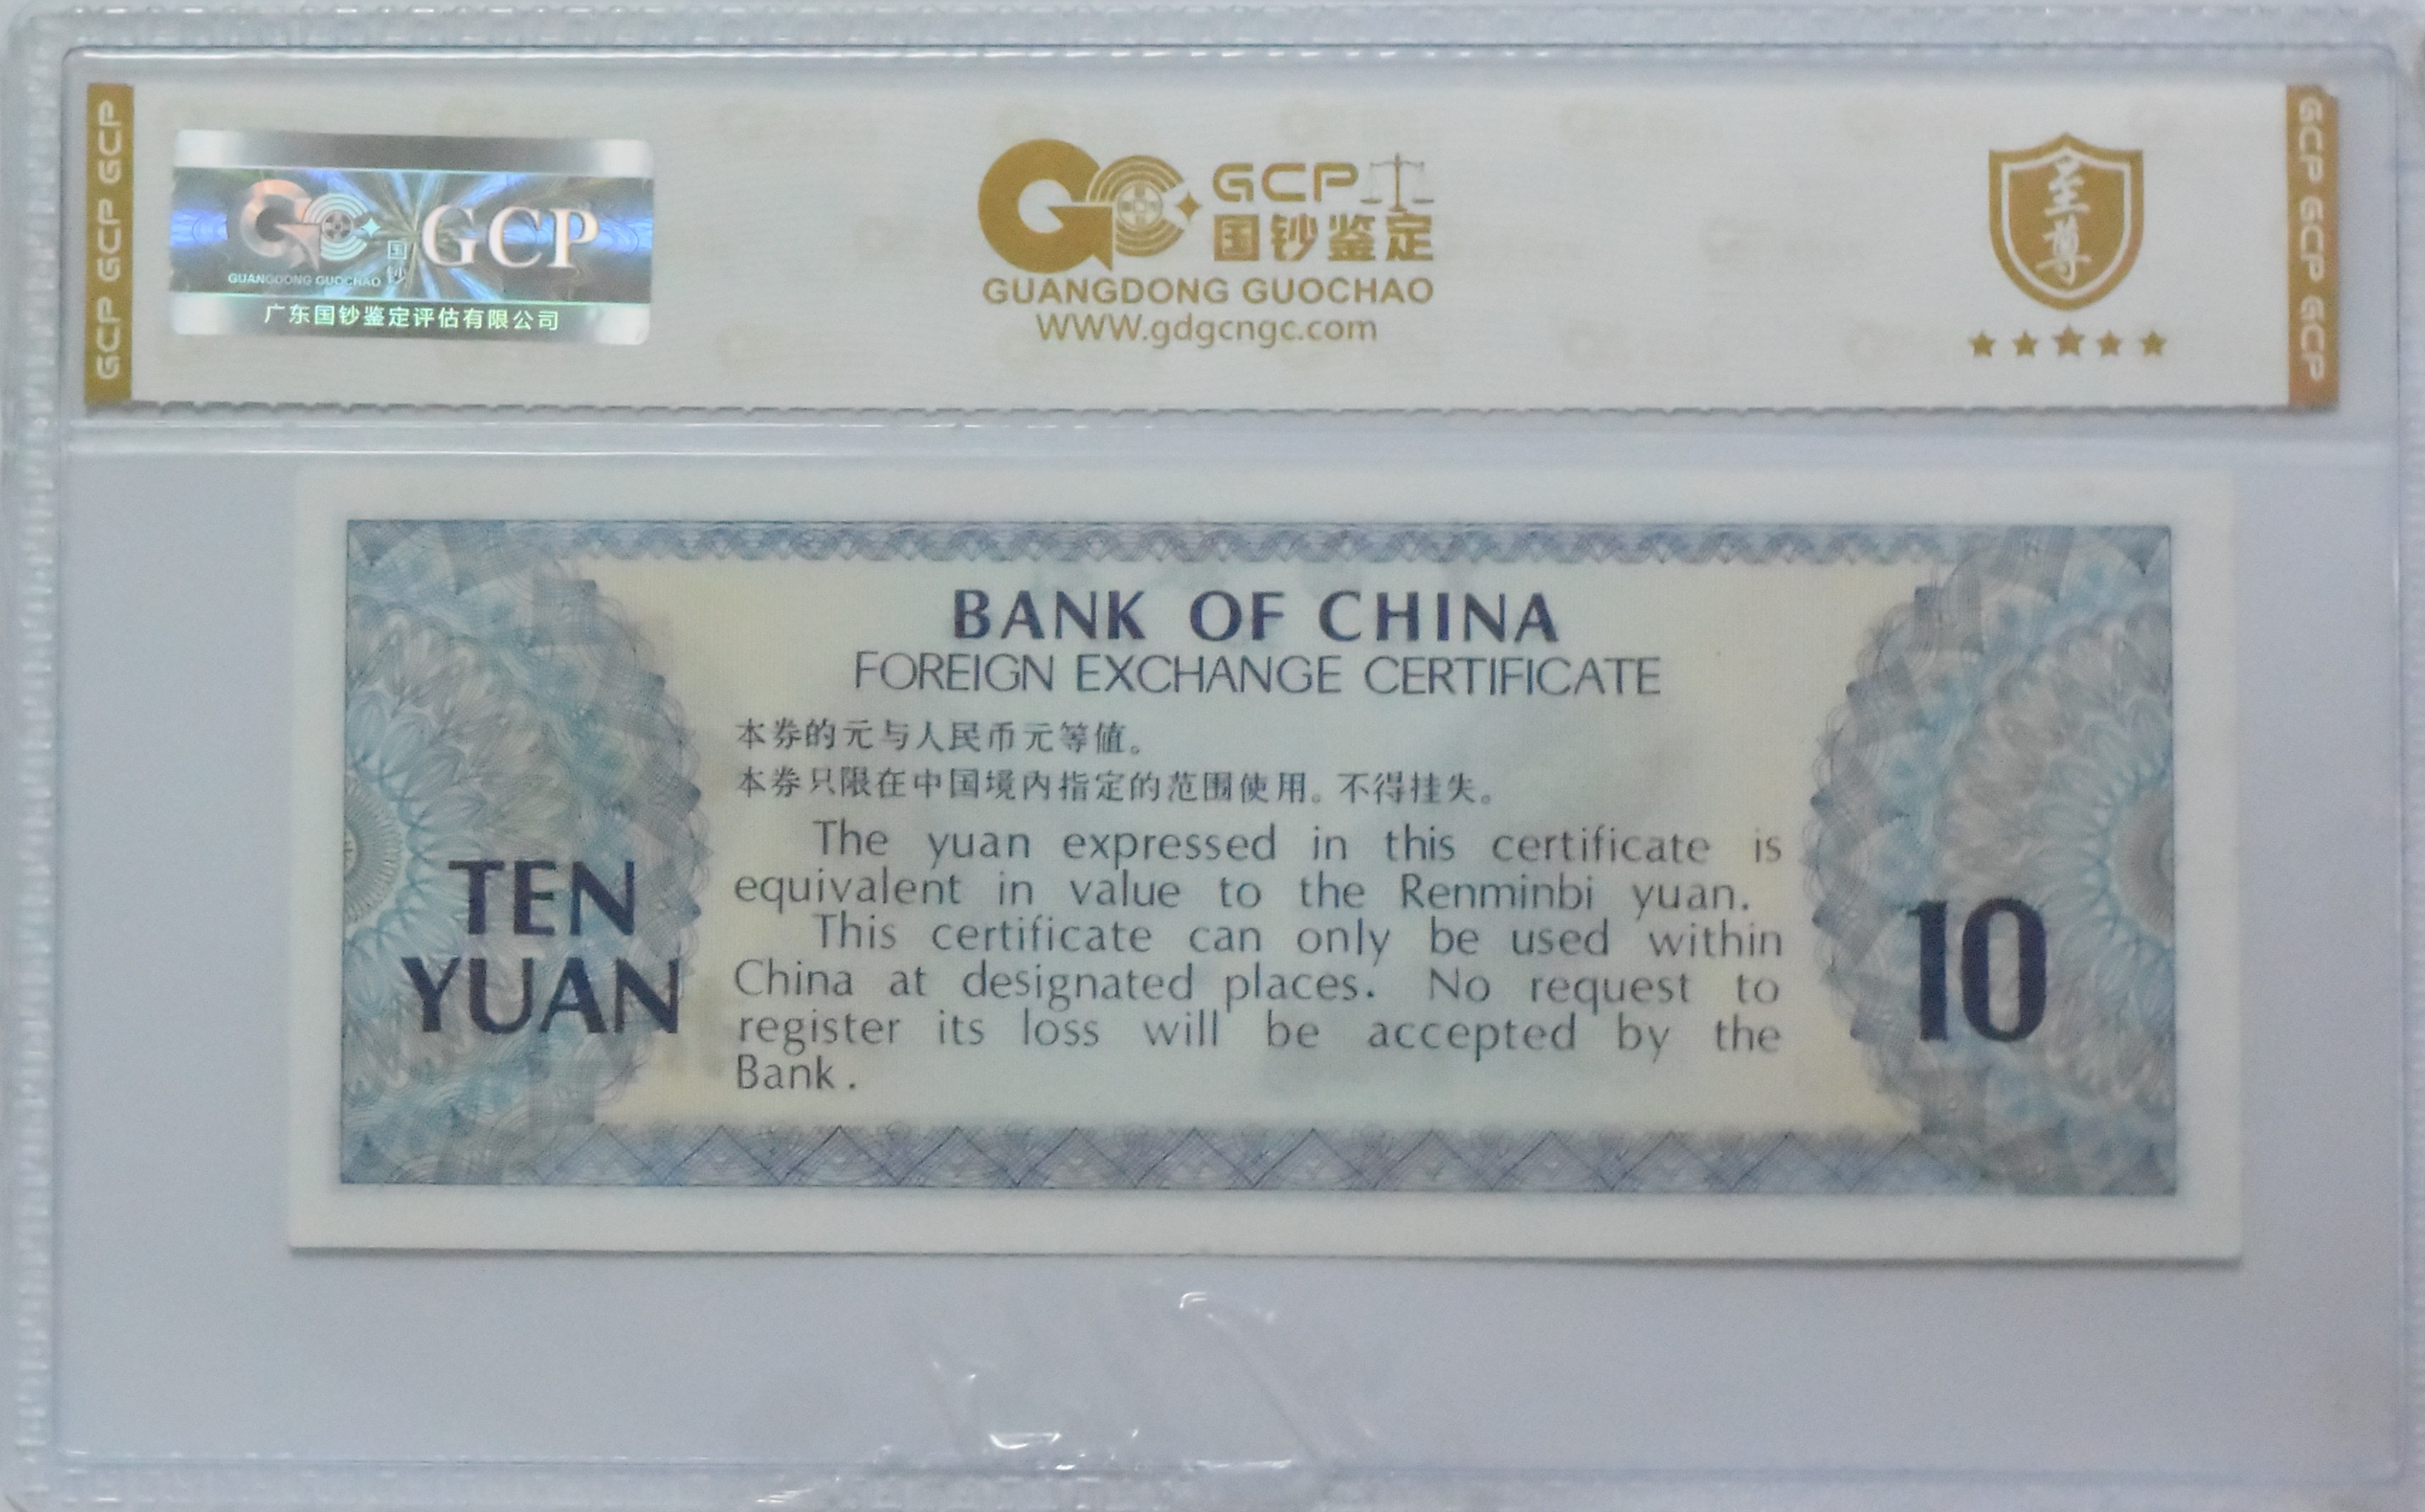 GCP GCP GCP
国钞
GCP
GUANGDONG GUOCHAO
广东国钞鉴定评估有限公司
GCP
国钞鉴定
GUANGDONG GUOCHAO
WWW.gdgcngc.com
至尊
GCP GCP GCP
BANK OF CHINA
FOREIGN EXCHANGE CERTIFICATE
本券的元与人民币元等值。
本券只限在中国境内指定的范围使用。不得挂失。
The yuan expressed in this certificate is
equivalent in value to the Renminbi yuan.
This certificate can only be used within
China at designated places. No request to
register its loss will be accepted by the
Bank.
TEN
YUAN
10